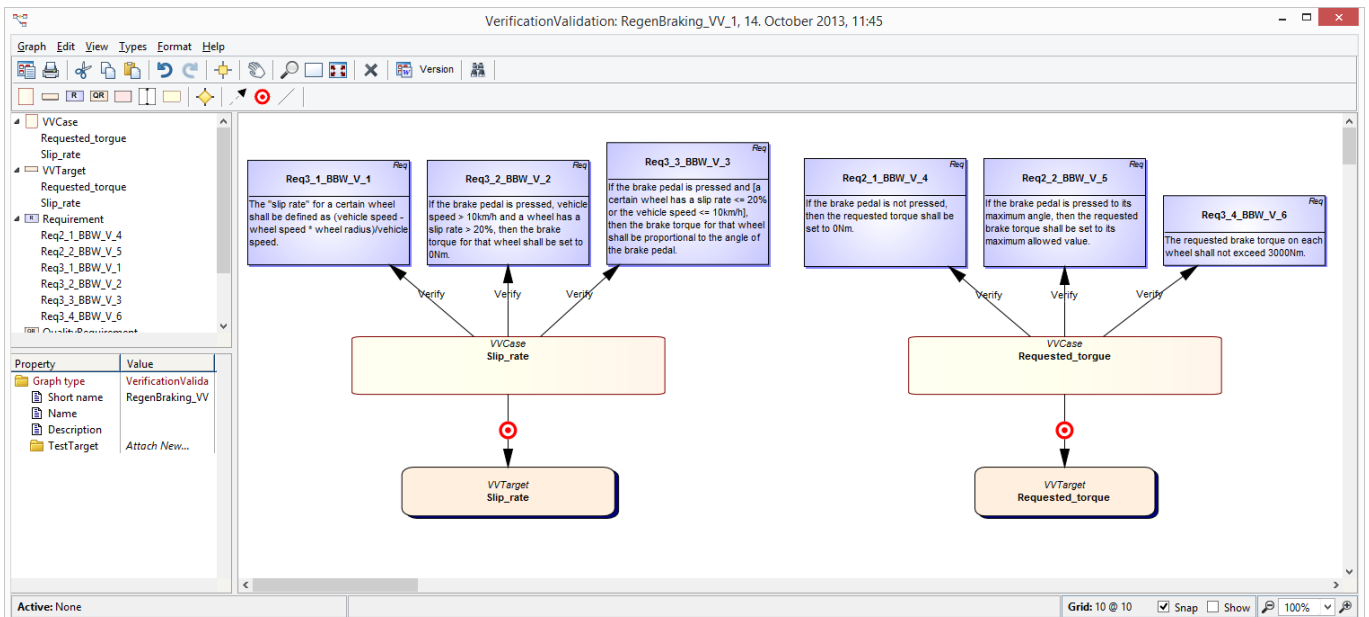 VerificationValidation: RegenBraking_VV_1, 14. October 2013, 11:45
Graph Edit View Types Format Help
Version
R QR
VVCase
Requested_torgue
Slip_rate
VVTarget
Requested_torgue
Slip_rate
R Requirement
Req2_1_BBW_V_4
Req2_2_BBW_V_5
Req3_1_BBW_V_1
Req3_2_BBW_V_2
Req3_3_BBW_V_3
Req3_4_BBW_V_6
QR QualityRequirement
Property Value
Graph type VerificationValida
Short name RegenBraking_VV
Name
Description
TestTarget Attach New...
Req
Req3_1_BBW_V_1
The "slip rate" for a certain wheel
shall be defined as (vehicle speed -
wheel speed * wheel radius)/vehicle
speed.
Req
Req3_2_BBW_V_2
If the brake pedal is pressed, vehicle
speed > 10km/h and a wheel has a
slip rate > 20%, then the brake
torque for that wheel shall be set to
0Nm.
Req
Req3_3_BBW_V_3
If the brake pedal is pressed and [a
certain wheel has a slip rate <= 20%
or the vehicle speed <= 10km/h],
then the brake torque for that wheel
shall be proportional to the angle of
the brake pedal.
Req
Req2_1_BBW_V_4
If the brake pedal is not pressed,
then the requested torque shall be
set to 0Nm.
Req
Req2_2_BBW_V_5
If the brake pedal is pressed to its
maximum angle, then the requested
brake torque shall be set to its
maximum allowed value.
Req
Req3_4_BBW_V_6
The requested brake torque on each
wheel shall not exceed 3000Nm.
Verify Verify Verify
Verify Verify Verify
VVCase
Slip_rate
VVCase
Requested_torgue
VVTarget
Slip_rate
VVTarget
Requested_torque
Active: None
Grid: 10 @ 10 Snap Show 100%